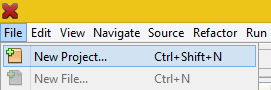 File Edit View Navigate Source Refactor Run
New Project... Ctrl+Shift+N
New File... Ctrl+N